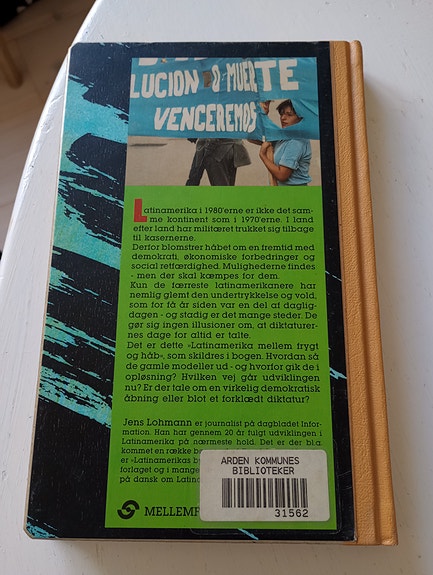 LUCION O MUERTE
VENCEREMOS
Latinamerika i 1980'erne er ikke det sam-
me kontinent som i 1970'erne. I land
efter land har militæret trukket sig tilbage
til kasernerne.
Derfor blomstrer håbet om en fremtid med
demokrati, økonomiske forbedringer og
social retfærdighed. Mulighederne findes
- men der skal kæmpes for dem.
Kun de færreste latinamerikanere har
nemlig glemt den undertrykkelse og vold,
som for få år siden var en del af daglig-
dagen - og stadig er det mange steder. De
gør sig ingen illusioner om, at diktaturer-
nes dage for altid er talte.
Det er dette »Latinamerika mellem frygt
og håb«, som skildres i bogen. Hvordan så
de gamle modeller ud - og hvorfor gik de i
opløsning? Hvilken vej går udviklingen
nu? Er der tale om en virkelig demokratisk
åbning eller blot et forklædt diktatur?
Jens Lohmann er journalist på dagbladet Infor-
mation. Han har gennem 20 år fulgt udviklingen i
Latinamerika på nærmeste hold. Det er der bl.a.
kommet en række
er »Latinamerikas
forlaget og i mange
på dansk om
MELLEMF
ARDEN KOMMUNES
BIBLIOTEKER
31562